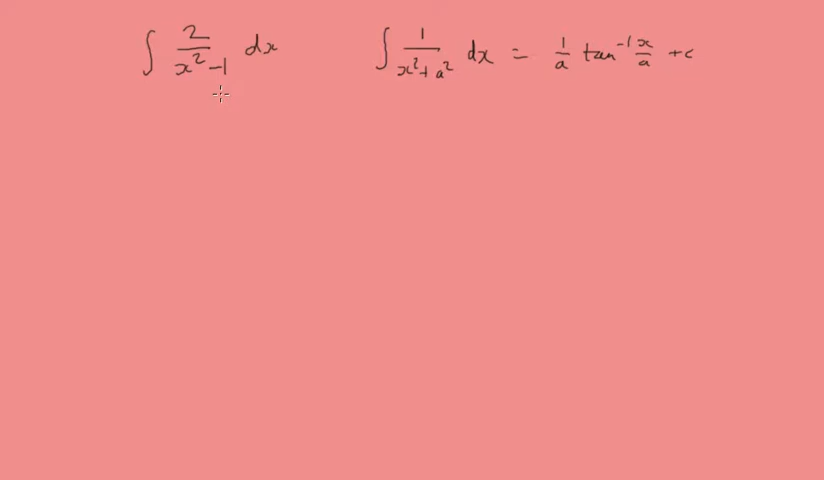 ∫ 2/(x² - 1) dx    ∫ 1/(x² + a²) dx = 1/a tan⁻¹ x/a + c